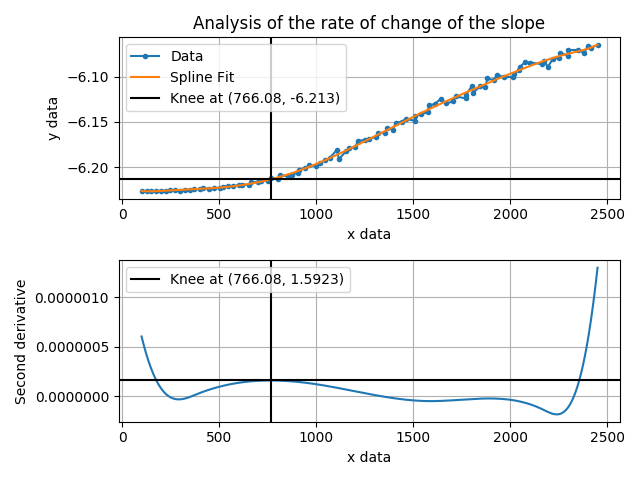 Analysis of the rate of change of the slope
Data
Spline Fit
Knee at (766.08, -6.213)
−6.10
−6.15
−6.20
y data
0
500
1000
1500
2000
2500
x data
Knee at (766.08, 1.5923)
0.0000010
0.0000005
0.0000000
Second derivative
0
500
1000
1500
2000
2500
x data